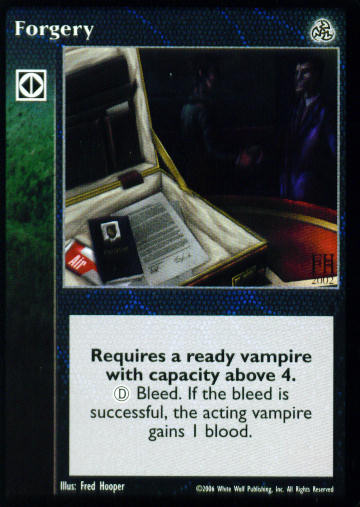 Forgery
Air
FH
2002
Requires a ready vampire
with capacity above 4.
Ⓓ Bleed. If the bleed is
successful, the acting vampire
gains 1 blood.
Illus: Fred Hooper
©2006 White Wolf Publishing, Inc. All Rights Reserved.